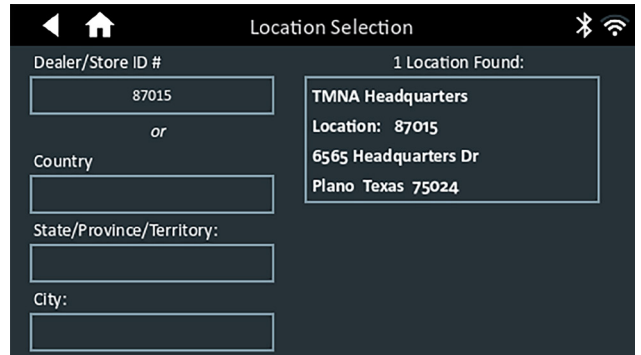 Location Selection
Dealer/Store ID #
87015
or
Country
State/Province/Territory:
City:
1 Location Found:
TMNA Headquarters
Location: 87015
6565 Headquarters Dr
Plano Texas 75024